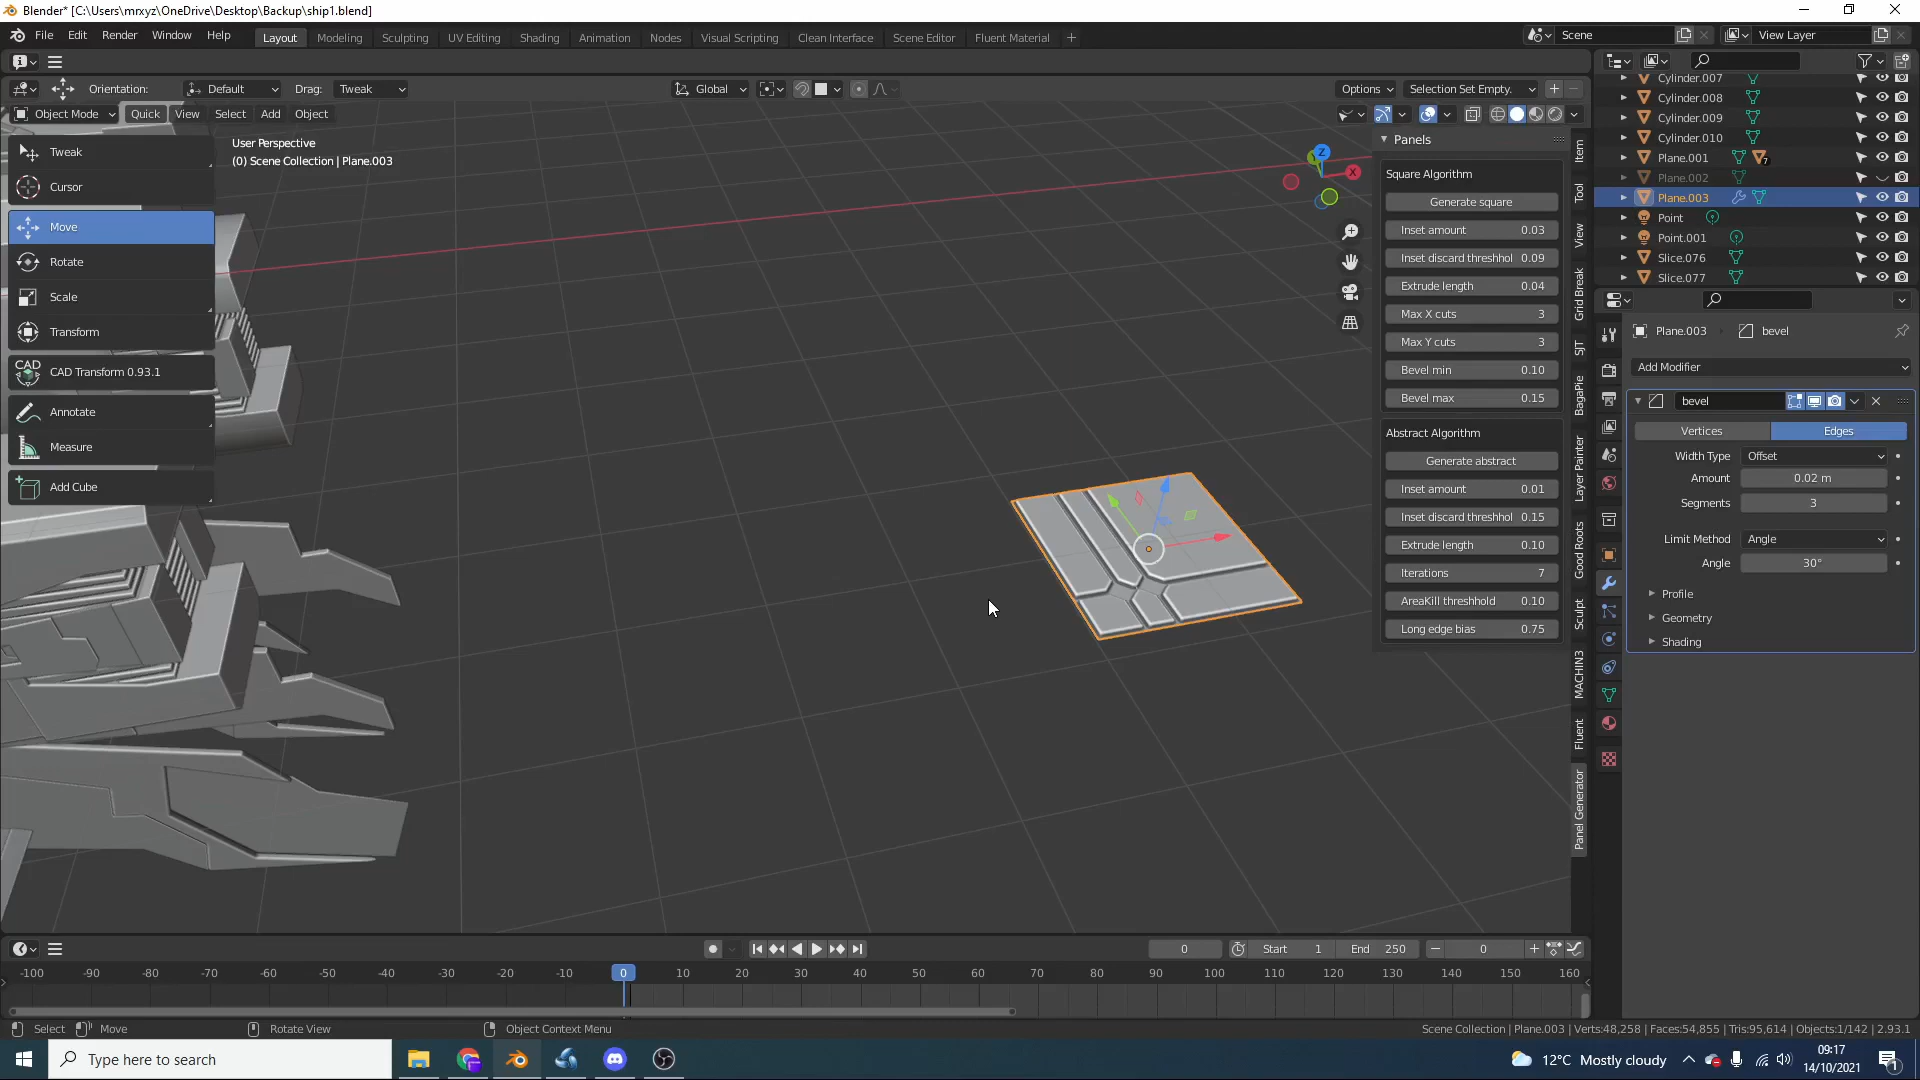 Blender* [C:\Users\mrxyz\OneDrive\Desktop\Backup\ship1.blend]
File Edit Render Window Help
Layout Modeling Sculpting UV Editing Shading Animation Nodes Visual Scripting Clean Interface Scene Editor Fluent Material +
Scene
View Layer
Orientation: Default Drag: Tweak
Global
Options Selection Set Empty.
Object Mode Quick View Select Add Object
User Perspective
(0) Scene Collection | Plane.003
Tweak
Cursor
Move
Rotate
Scale
Transform
CAD
CAD Transform 0.93.1
Annotate
Measure
Add Cube
Z
X
Panels
Square Algorithm
Generate square
Inset amount 0.03
Inset discard threshhol 0.09
Extrude length 0.04
Max X cuts 3
Max Y cuts 3
Bevel min 0.10
Bevel max 0.15
Abstract Algorithm
Generate abstract
Inset amount 0.01
Inset discard threshhol 0.15
Extrude length 0.10
Iterations 7
AreaKill threshhold 0.10
Long edge bias 0.75
Item
Tool
View
Grid Break
SJT
BagaPie
Layer Painter
Good Roots
Sculpt
MACHIN3
Fluent
Panel Generator
Cylinder.007
Cylinder.008
Cylinder.009
Cylinder.010
Plane.001 7
Plane.002
Plane.003
Point
Point.001
Slice.076
Slice.077
Plane.003 bevel
Add Modifier
bevel
Vertices Edges
Width Type Offset
Amount 0.02 m
Segments 3
Limit Method Angle
Angle 30°
Profile
Geometry
Shading
0 Start 1 End 250 0
-100 -90 -80 -70 -60 -50 -40 -30 -20 -10 0 10 20 30 40 50 60 70 80 90 100 110 120 130 140 150 160
Select Move Rotate View Object Context Menu
Scene Collection | Plane.003 | Verts:48,258 | Faces:54,855 | Tris:95,614 | Objects:1/142 | 2.93.1
Type here to search
12°C Mostly cloudy
09:17
14/10/2021
1